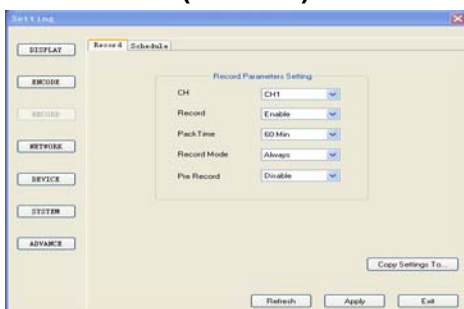 Setting
DISPLAY
ENCODE
RECORD
NETWORK
DEVICE
SYSTEM
ADVANCE
Record Schedule
Record Parameters Setting
CH CH1
Record Enable
PackTime 60 Min
Record Mode Always
Pre Record Disable
Copy Settings To...
Refresh Apply Exit